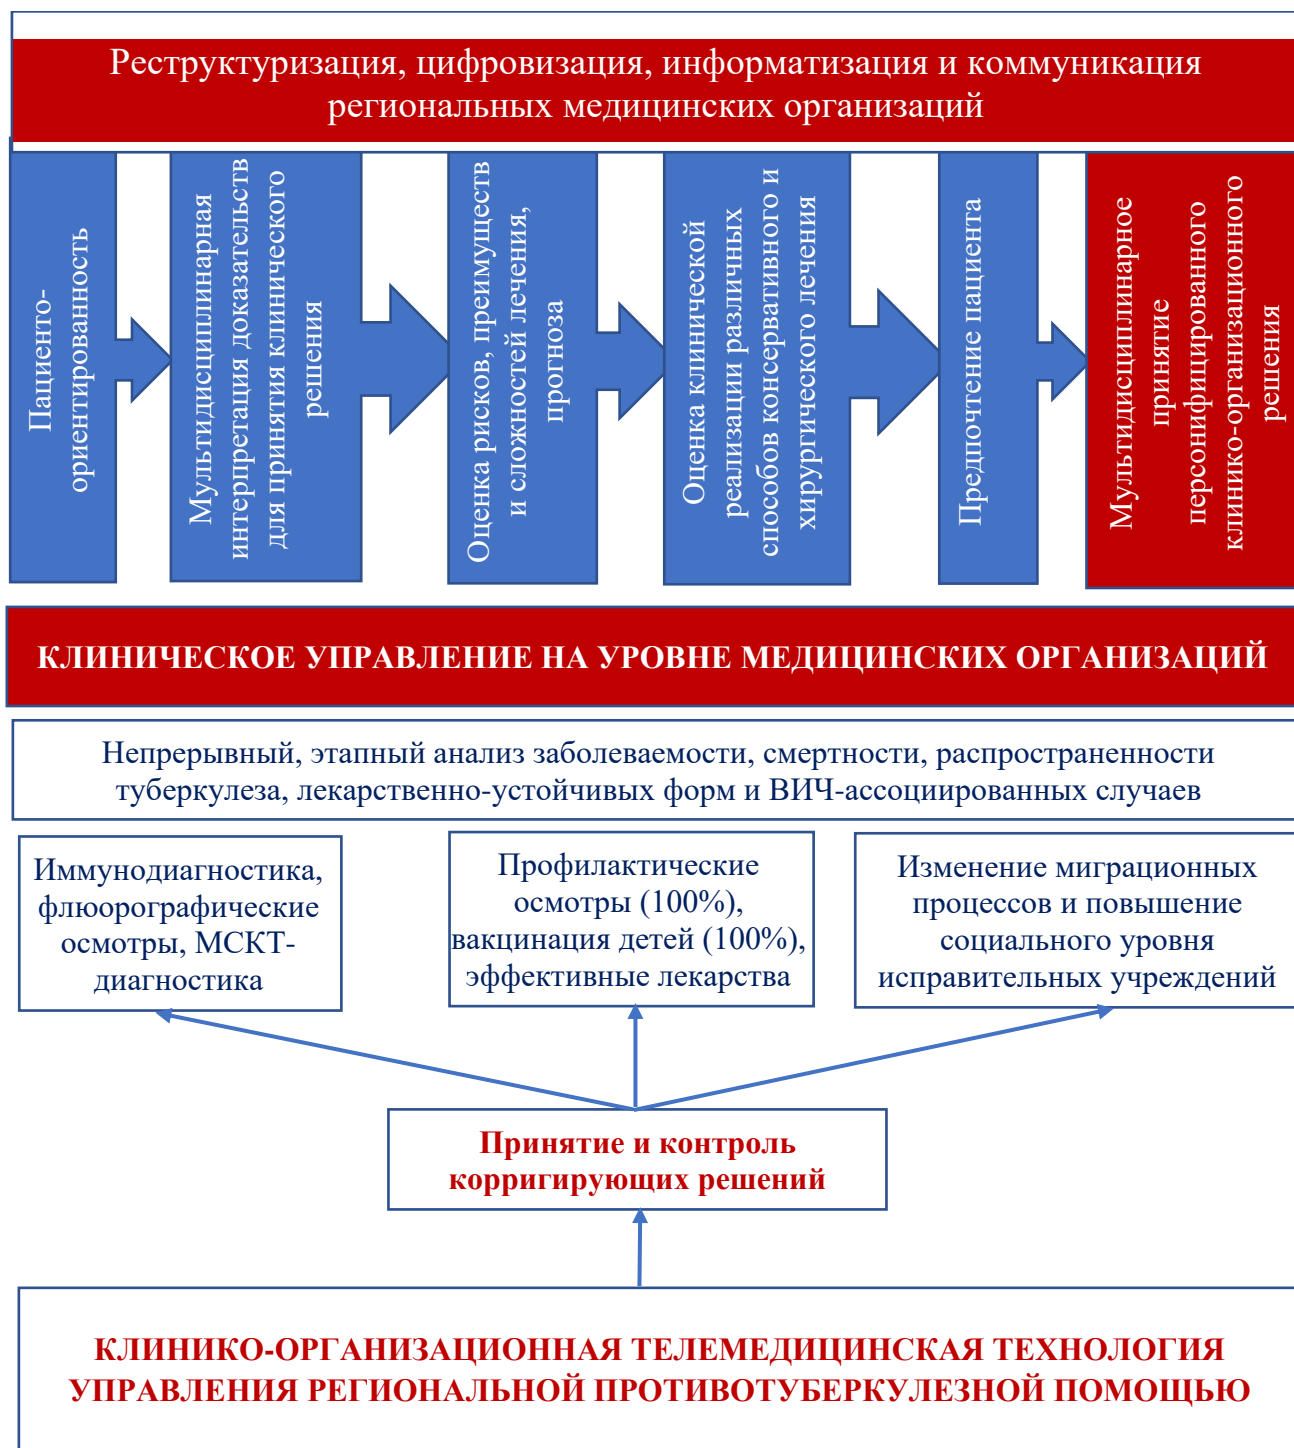 Реструктуризация, цифровизация, информатизация и коммуникация
региональных медицинских организаций
Пациенто-
ориентированность
Мультидисциплинарная
интерпретация доказательств
для принятия клинического
решения
Оценка рисков, преимуществ
и сложностей лечения,
прогноза
Оценка клинической
реализации различных
способов консервативного и
хирургического лечения
Предпочтение пациента
Мультидисциплинарное
принятие
персонифицированного
клинико-организационного
решения
КЛИНИЧЕСКОЕ УПРАВЛЕНИЕ НА УРОВНЕ МЕДИЦИНСКИХ ОРГАНИЗАЦИЙ
Непрерывный, этапный анализ заболеваемости, смертности, распространенности
туберкулеза, лекарственно-устойчивых форм и ВИЧ-ассоциированных случаев
Иммунодиагностика,
флюорографические
осмотры, МСКТ-
диагностика
Профилактические
осмотры (100%),
вакцинация детей (100%),
эффективные лекарства
Изменение миграционных
процессов и повышение
социального уровня
исправительных учреждений
Принятие и контроль
корригирующих решений
КЛИНИКО-ОРГАНИЗАЦИОННАЯ ТЕЛЕМЕДИЦИНСКАЯ ТЕХНОЛОГИЯ
УПРАВЛЕНИЯ РЕГИОНАЛЬНОЙ ПРОТИВОТУБЕРКУЛЕЗНОЙ ПОМОЩЬЮ